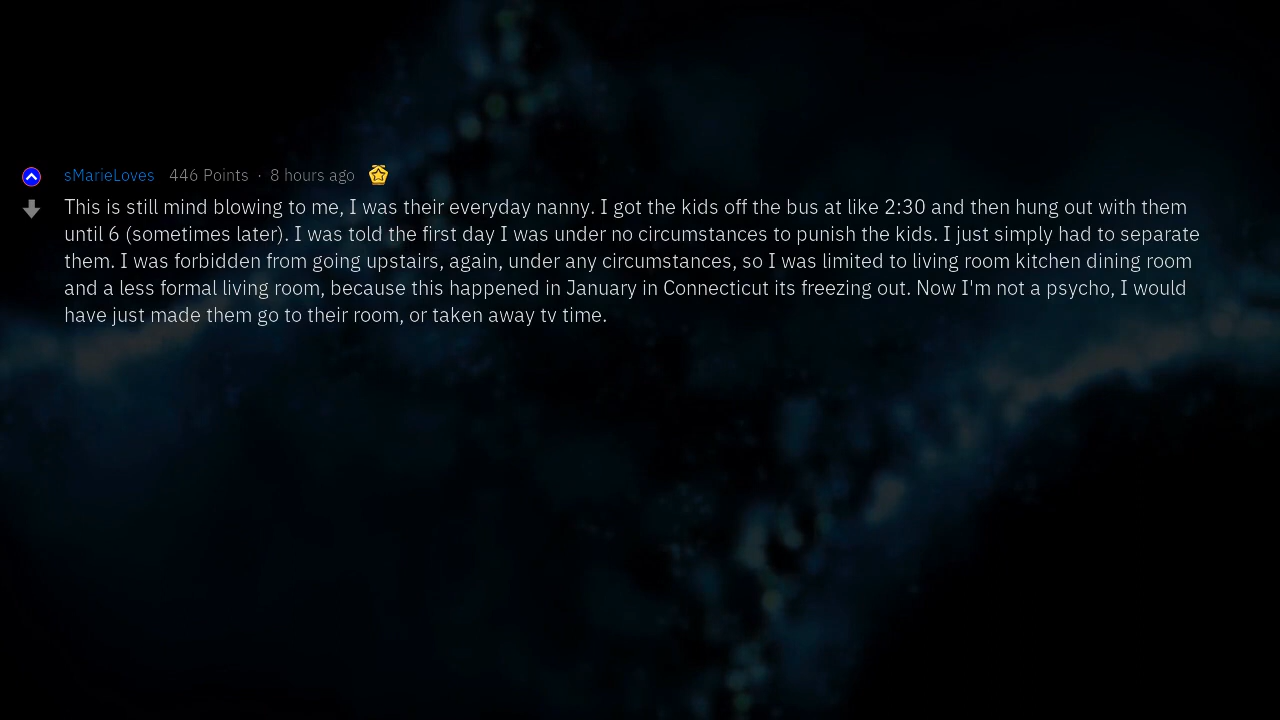 sMarieLoves 446 Points · 8 hours ago
This is still mind blowing to me, I was their everyday nanny. I got the kids off the bus at like 2:30 and then hung out with them
until 6 (sometimes later). I was told the first day I was under no circumstances to punish the kids. I just simply had to separate
them. I was forbidden from going upstairs, again, under any circumstances, so I was limited to living room kitchen dining room
and a less formal living room, because this happened in January in Connecticut its freezing out. Now I'm not a psycho, I would
have just made them go to their room, or taken away tv time.